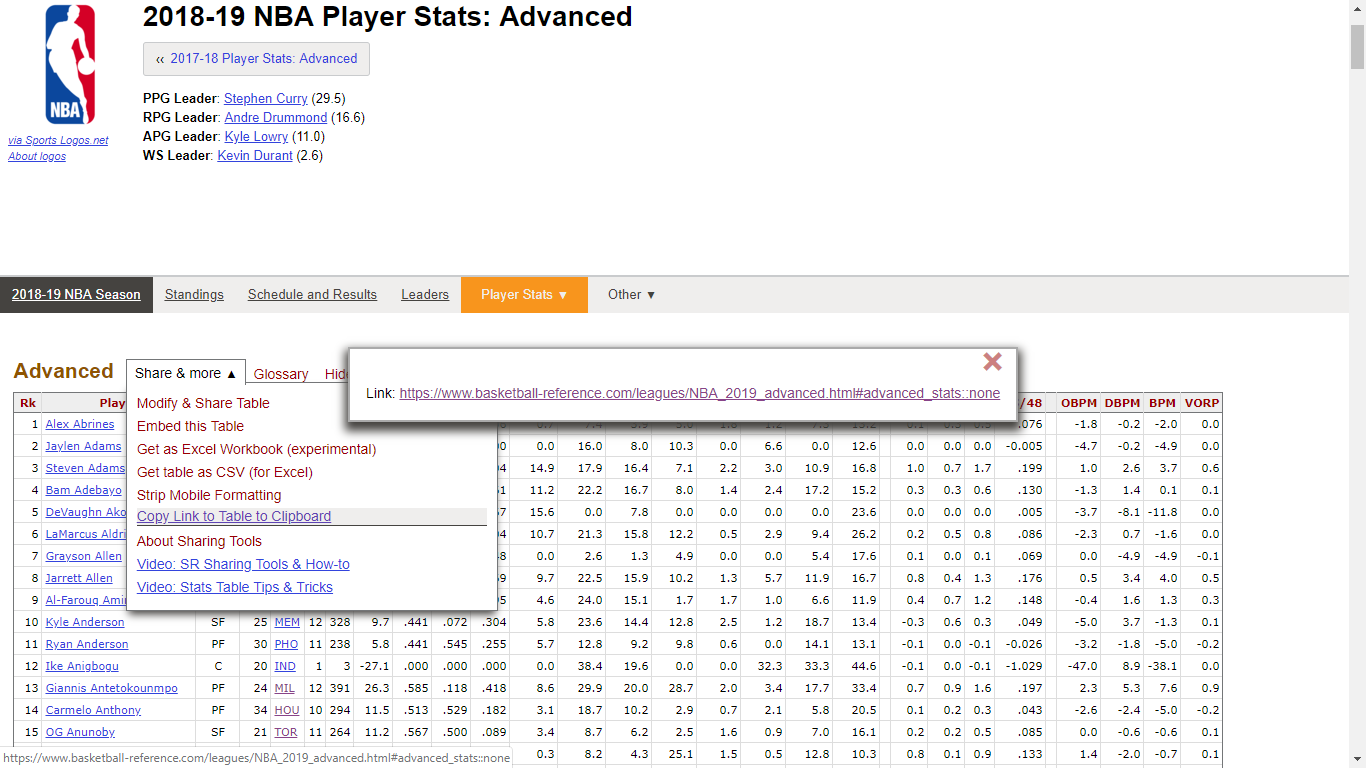 2018-19 NBA Player Stats: Advanced
‹‹ 2017-18 Player Stats: Advanced
NBA
PPG Leader: Stephen Curry (29.5)
RPG Leader: Andre Drummond (16.6)
APG Leader: Kyle Lowry (11.0)
WS Leader: Kevin Durant (2.6)
via Sports Logos.net
About logos
2018-19 NBA Season Standings Schedule and Results Leaders Player Stats ▼ Other ▼
Advanced Share & more ▲ Glossary
Link: https://www.basketball-reference.com/leagues/NBA_2019_advanced.html#advanced_stats::none
Modify & Share Table
Embed this Table
Get as Excel Workbook (experimental)
Get table as CSV (for Excel)
Strip Mobile Formatting
Copy Link to Table to Clipboard
About Sharing Tools
Video: SR Sharing Tools & How-to
Video: Stats Table Tips & Tricks
Rk Play /48 OBPM DBPM BPM VORP
1 Alex Abrines .076 -1.8 -0.2 -2.0 0.0
2 Jaylen Adams 0.0 16.0 8.0 10.3 0.0 6.6 0.0 12.6 0.0 0.0 0.0 -0.005 -4.7 -0.2 -4.9 0.0
3 Steven Adams 14.9 17.9 16.4 7.1 2.2 3.0 10.9 16.8 1.0 0.7 1.7 .199 1.0 2.6 3.7 0.6
4 Bam Adebayo 11.2 22.2 16.7 8.0 1.4 2.4 17.2 15.2 0.3 0.3 0.6 .130 -1.3 1.4 0.1 0.1
5 DeVaughn Ako 15.6 0.0 7.8 0.0 0.0 0.0 0.0 23.6 0.0 0.0 0.0 .005 -3.7 -8.1 -11.8 0.0
6 LaMarcus Aldri 10.7 21.3 15.8 12.2 0.5 2.9 9.4 26.2 0.2 0.5 0.8 .086 -2.3 0.7 -1.6 0.0
7 Grayson Allen 0.0 2.6 1.3 4.9 0.0 0.0 5.4 17.6 0.1 0.0 0.1 .069 0.0 -4.9 -4.9 -0.1
8 Jarrett Allen 9.7 22.5 15.9 10.2 1.3 5.7 11.9 16.7 0.8 0.4 1.3 .176 0.5 3.4 4.0 0.5
9 Al-Farouq Ami 4.6 24.0 15.1 1.7 1.7 1.0 6.6 11.9 0.4 0.7 1.2 .148 -0.4 1.6 1.3 0.3
10 Kyle Anderson SF 25 MEM 12 328 9.7 .441 .072 .304 5.8 23.6 14.4 12.8 2.5 1.2 18.7 13.4 -0.3 0.6 0.3 .049 -5.0 3.7 -1.3 0.1
11 Ryan Anderson PF 30 PHO 11 238 5.8 .441 .545 .255 5.7 12.8 9.2 9.8 0.6 0.0 14.1 13.1 -0.1 0.0 -0.1 -0.026 -3.2 -1.8 -5.0 -0.2
12 Ike Anigbogu C 20 IND 1 3 -27.1 .000 .000 .000 0.0 38.4 19.6 0.0 0.0 32.3 33.3 44.6 -0.1 0.0 -0.1 -1.029 -47.0 8.9 -38.1 0.0
13 Giannis Antetokounmpo PF 24 MIL 12 391 26.3 .585 .118 .418 8.6 29.9 20.0 28.7 2.0 3.4 17.7 33.4 0.7 0.9 1.6 .197 2.3 5.3 7.6 0.9
14 Carmelo Anthony PF 34 HOU 10 294 11.5 .513 .529 .182 3.1 18.7 10.2 2.9 0.7 2.1 5.8 20.5 0.1 0.2 0.3 .043 -2.6 -2.4 -5.0 -0.2
15 OG Anunoby SF 21 TOR 11 264 11.2 .567 .500 .089 3.4 8.7 6.2 2.5 1.6 0.9 7.0 16.1 0.2 0.2 0.5 .085 0.0 -0.6 -0.6 0.1
0.3 8.2 4.3 25.1 1.5 0.5 12.8 10.3 0.8 0.1 0.9 .133 1.4 -2.0 -0.7 0.1
https://www.basketball-reference.com/leagues/NBA_2019_advanced.html#advanced_stats::none